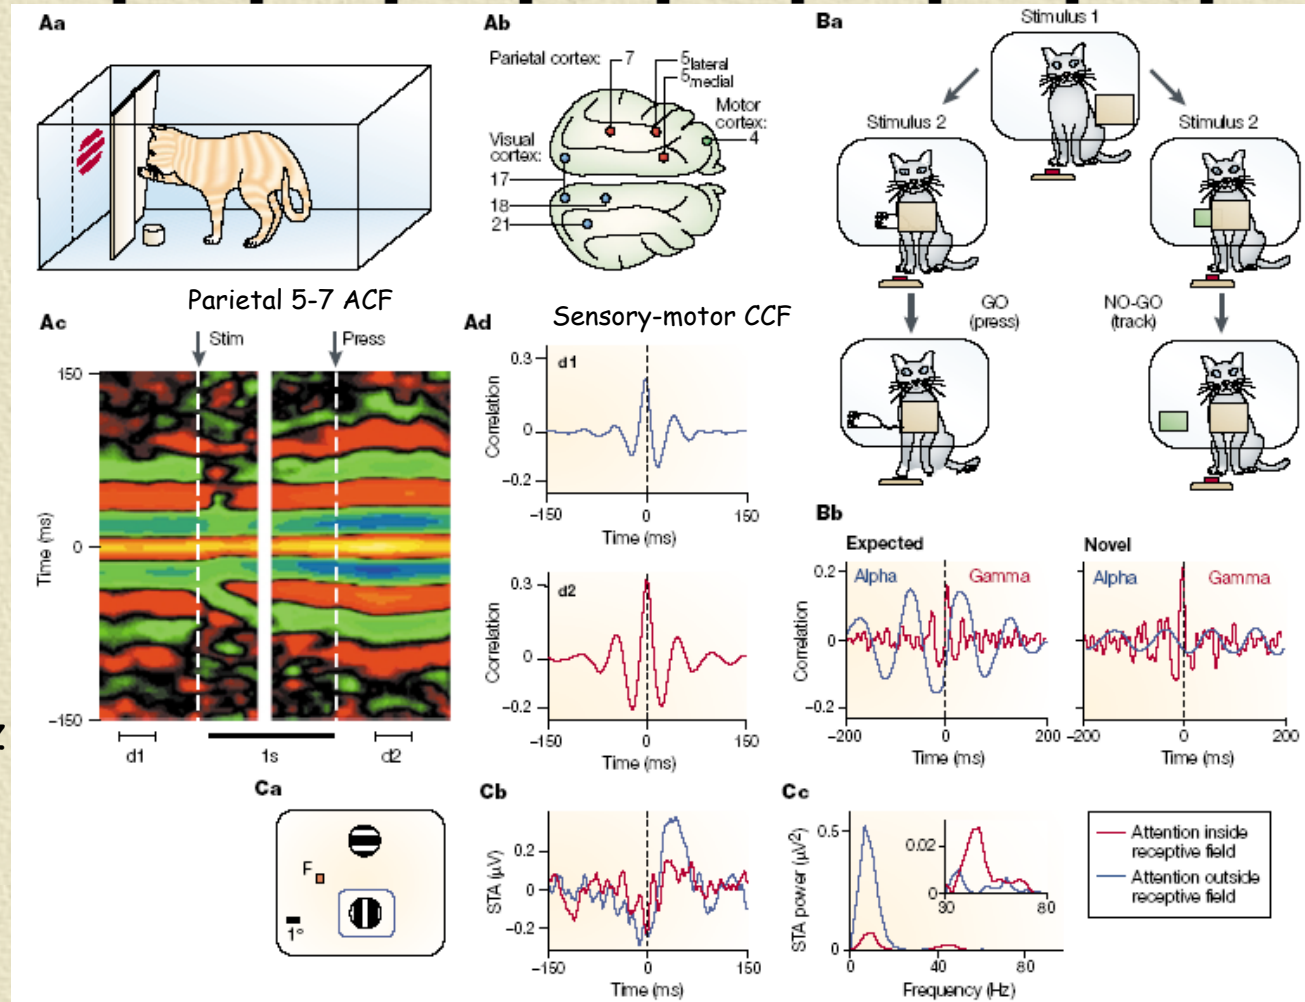 Aa
Ab
Parietal cortex:
7
5lateral
5medial
Motor
cortex:
4
Visual
cortex:
17
18
21
Ba
Stimulus 1
Stimulus 2
Stimulus 2
GO
(press)
NO-GO
(track)
Parietal 5-7 ACF
Ac
Stim
Press
150
0
−150
Time (ms)
d1
1s
d2
Sensory-motor CCF
Ad
d1
0.3
0
−0.2
Correlation
−150
0
150
Time (ms)
d2
0.3
0
−0.2
Correlation
−150
0
150
Time (ms)
Bb
Expected
Alpha
Gamma
0.2
0
−0.2
Correlation
−200
0
200
Time (ms)
Novel
Alpha
Gamma
−200
0
200
Time (ms)
z
Ca
F
1°
Cb
0.2
0
−0.2
STA (μV)
−150
0
150
Time (ms)
Cc
0.5
0
STA power (μV²)
0
40
80
Frequency (Hz)
0.02
0
30
80
Attention inside
receptive field
Attention outside
receptive field